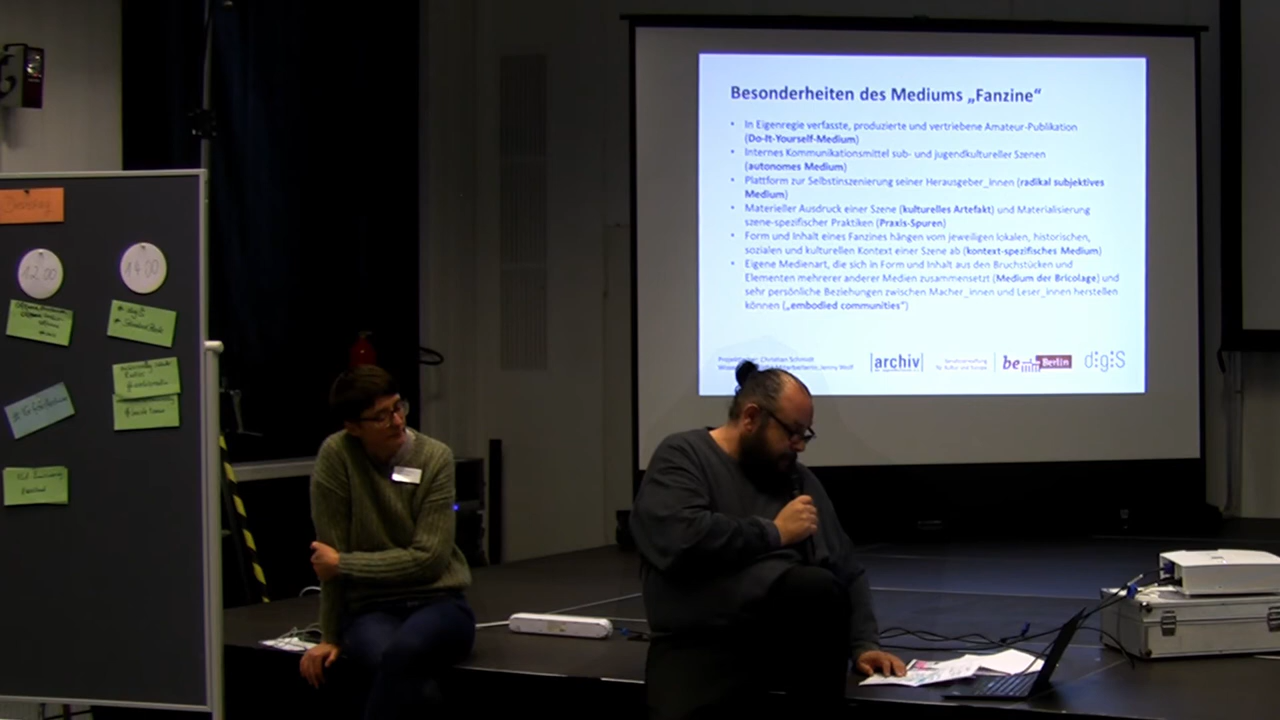 12:00
14:00
Besonderheiten des Mediums „Fanzine“
• In Eigenregie verfasste, produzierte und vertriebene Amateur-Publikation
(Do-It-Yourself-Medium)
• Internes Kommunikationsmittel sub- und jugendkultureller Szenen
(autonomes Medium)
• Plattform zur Selbstinszenierung seiner Herausgeber_innen (radikal subjektives
Medium)
• Materieller Ausdruck einer Szene (kulturelles Artefakt) und Materialisierung
szene-spezifischer Praktiken (Praxis-Spuren)
• Form und Inhalt eines Fanzines hängen vom jeweiligen lokalen, historischen,
sozialen und kulturellen Kontext einer Szene ab (kontext-spezifisches Medium)
• Eigene Medienart, die sich in Form und Inhalt aus den Bruchstücken und
Elementen mehrerer anderer Medien zusammensetzt (Medium der Bricolage) und
sehr persönliche Beziehungen zwischen Macher_innen und Leser_innen herstellen
können („embodied communities“)
Christian Schmidt
Jenny Wolf
archiv
be Berlin
digiS